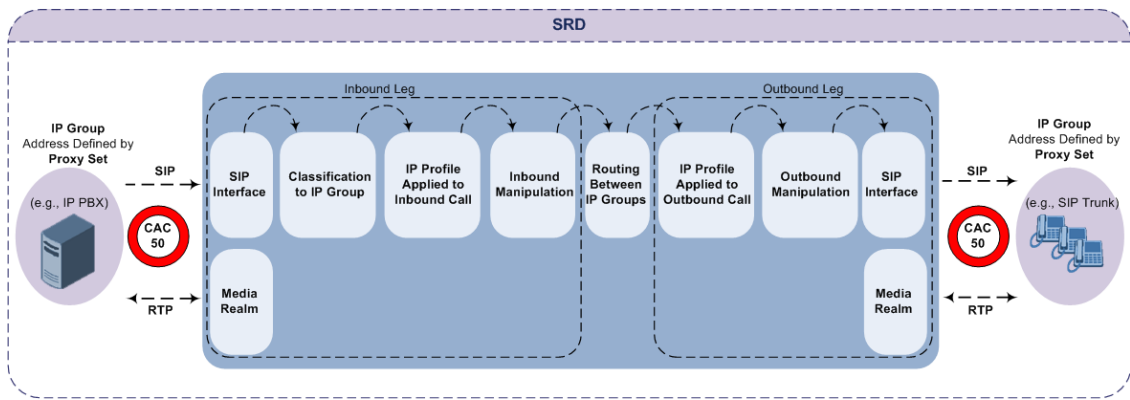 SRD
Inbound Leg
Outbound Leg
IP Group
Address Defined by
Proxy Set
(e.g., IP PBX)
SIP
CAC
50
RTP
SIP
Interface
Classification
to IP Group
IP Profile
Applied to
Inbound Call
Inbound
Manipulation
Routing
Between
IP Groups
IP Profile
Applied to
Outbound Call
Outbound
Manipulation
SIP
Interface
Media
Realm
Media
Realm
SIP
CAC
50
RTP
IP Group
Address Defined by
Proxy Set
(e.g., SIP Trunk)